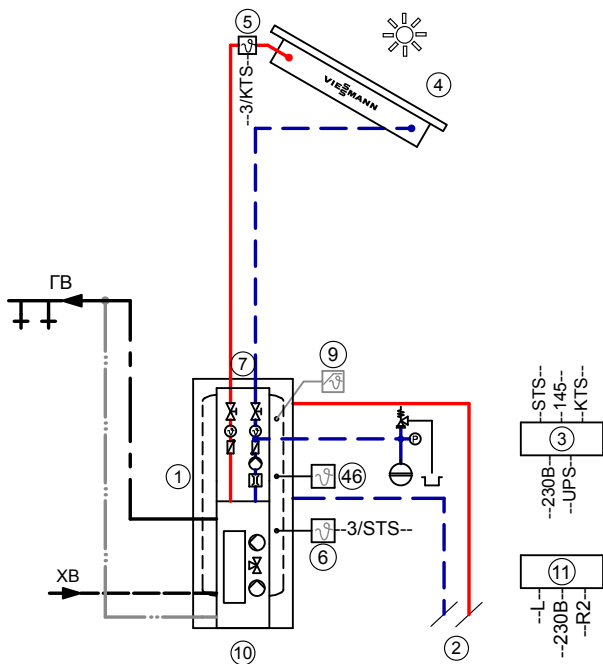 5
--3/KTS--
VIESSMANN
4
ГВ
7
9
--STS--
--145--
--KTS--
P
3
1
46
--230В--
--UPS--
--3/STS--
6
ХВ
11
--L--
--230В--
--R2--
10
2